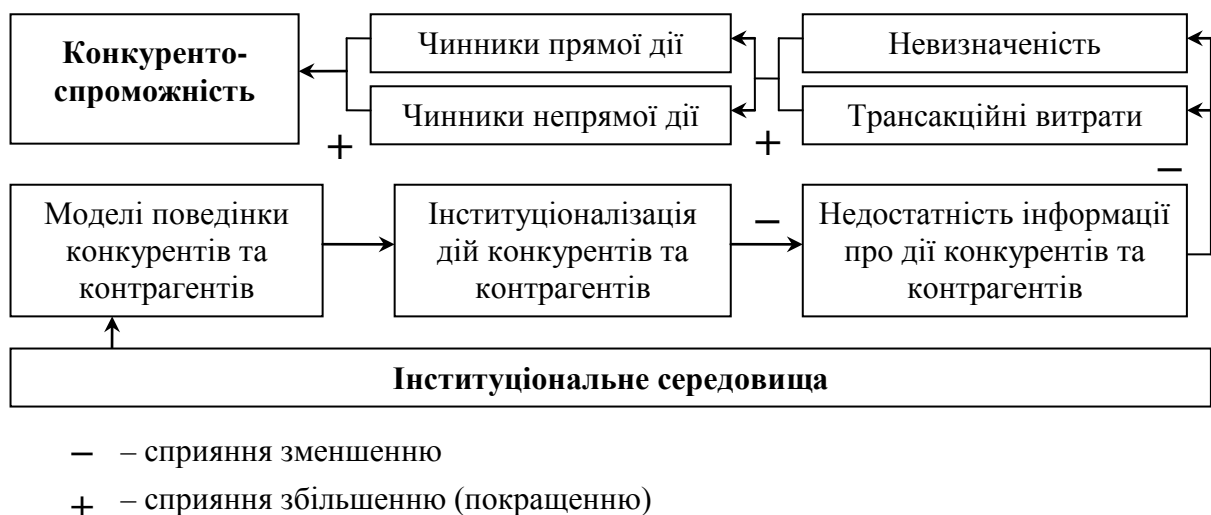 Конкуренто-
спроможність
Чинники прямої дії
Чинники непрямої дії
Невизначеність
Трансакційні витрати
+
+
–
Моделі поведінки
конкурентів та
контрагентів
Інституціоналізація
дій конкурентів та
контрагентів
–
Недостатність інформації
про дії конкурентів та
контрагентів
Інституціональне середовища
– – сприяння зменшенню
+ – сприяння збільшенню (покращенню)